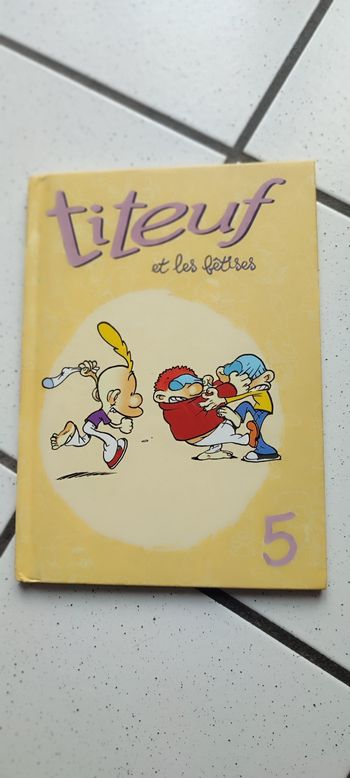 titeuf
et les bêtises
5